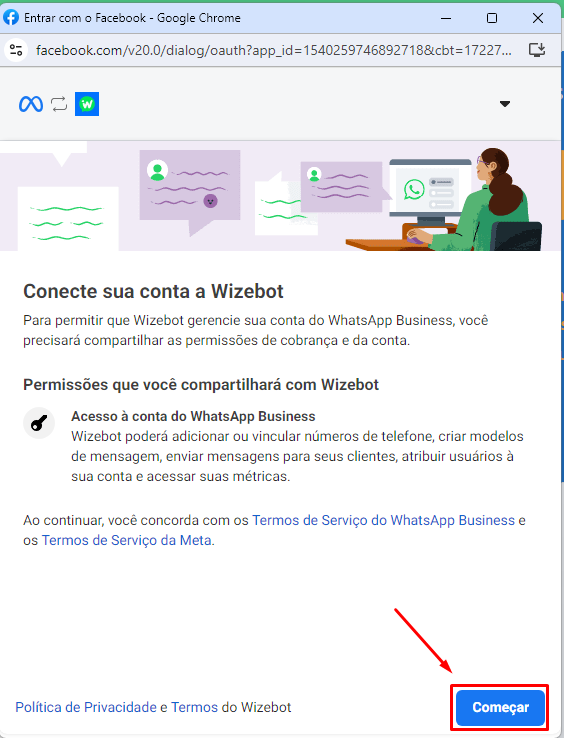 Entrar com o Facebook - Google Chrome
facebook.com/v20.0/dialog/oauth?app_id=1540259746892718&cbt=17227...
Conecte sua conta a Wizebot
Para permitir que Wizebot gerencie sua conta do WhatsApp Business, você
precisará compartilhar as permissões de cobrança e da conta.
Permissões que você compartilhará com Wizebot
Acesso à conta do WhatsApp Business
Wizebot poderá adicionar ou vincular números de telefone, criar modelos
de mensagem, enviar mensagens para seus clientes, atribuir usuários à
sua conta e acessar suas métricas.
Ao continuar, você concorda com os Termos de Serviço do WhatsApp Business e
os Termos de Serviço da Meta.
Política de Privacidade e Termos do Wizebot
Começar